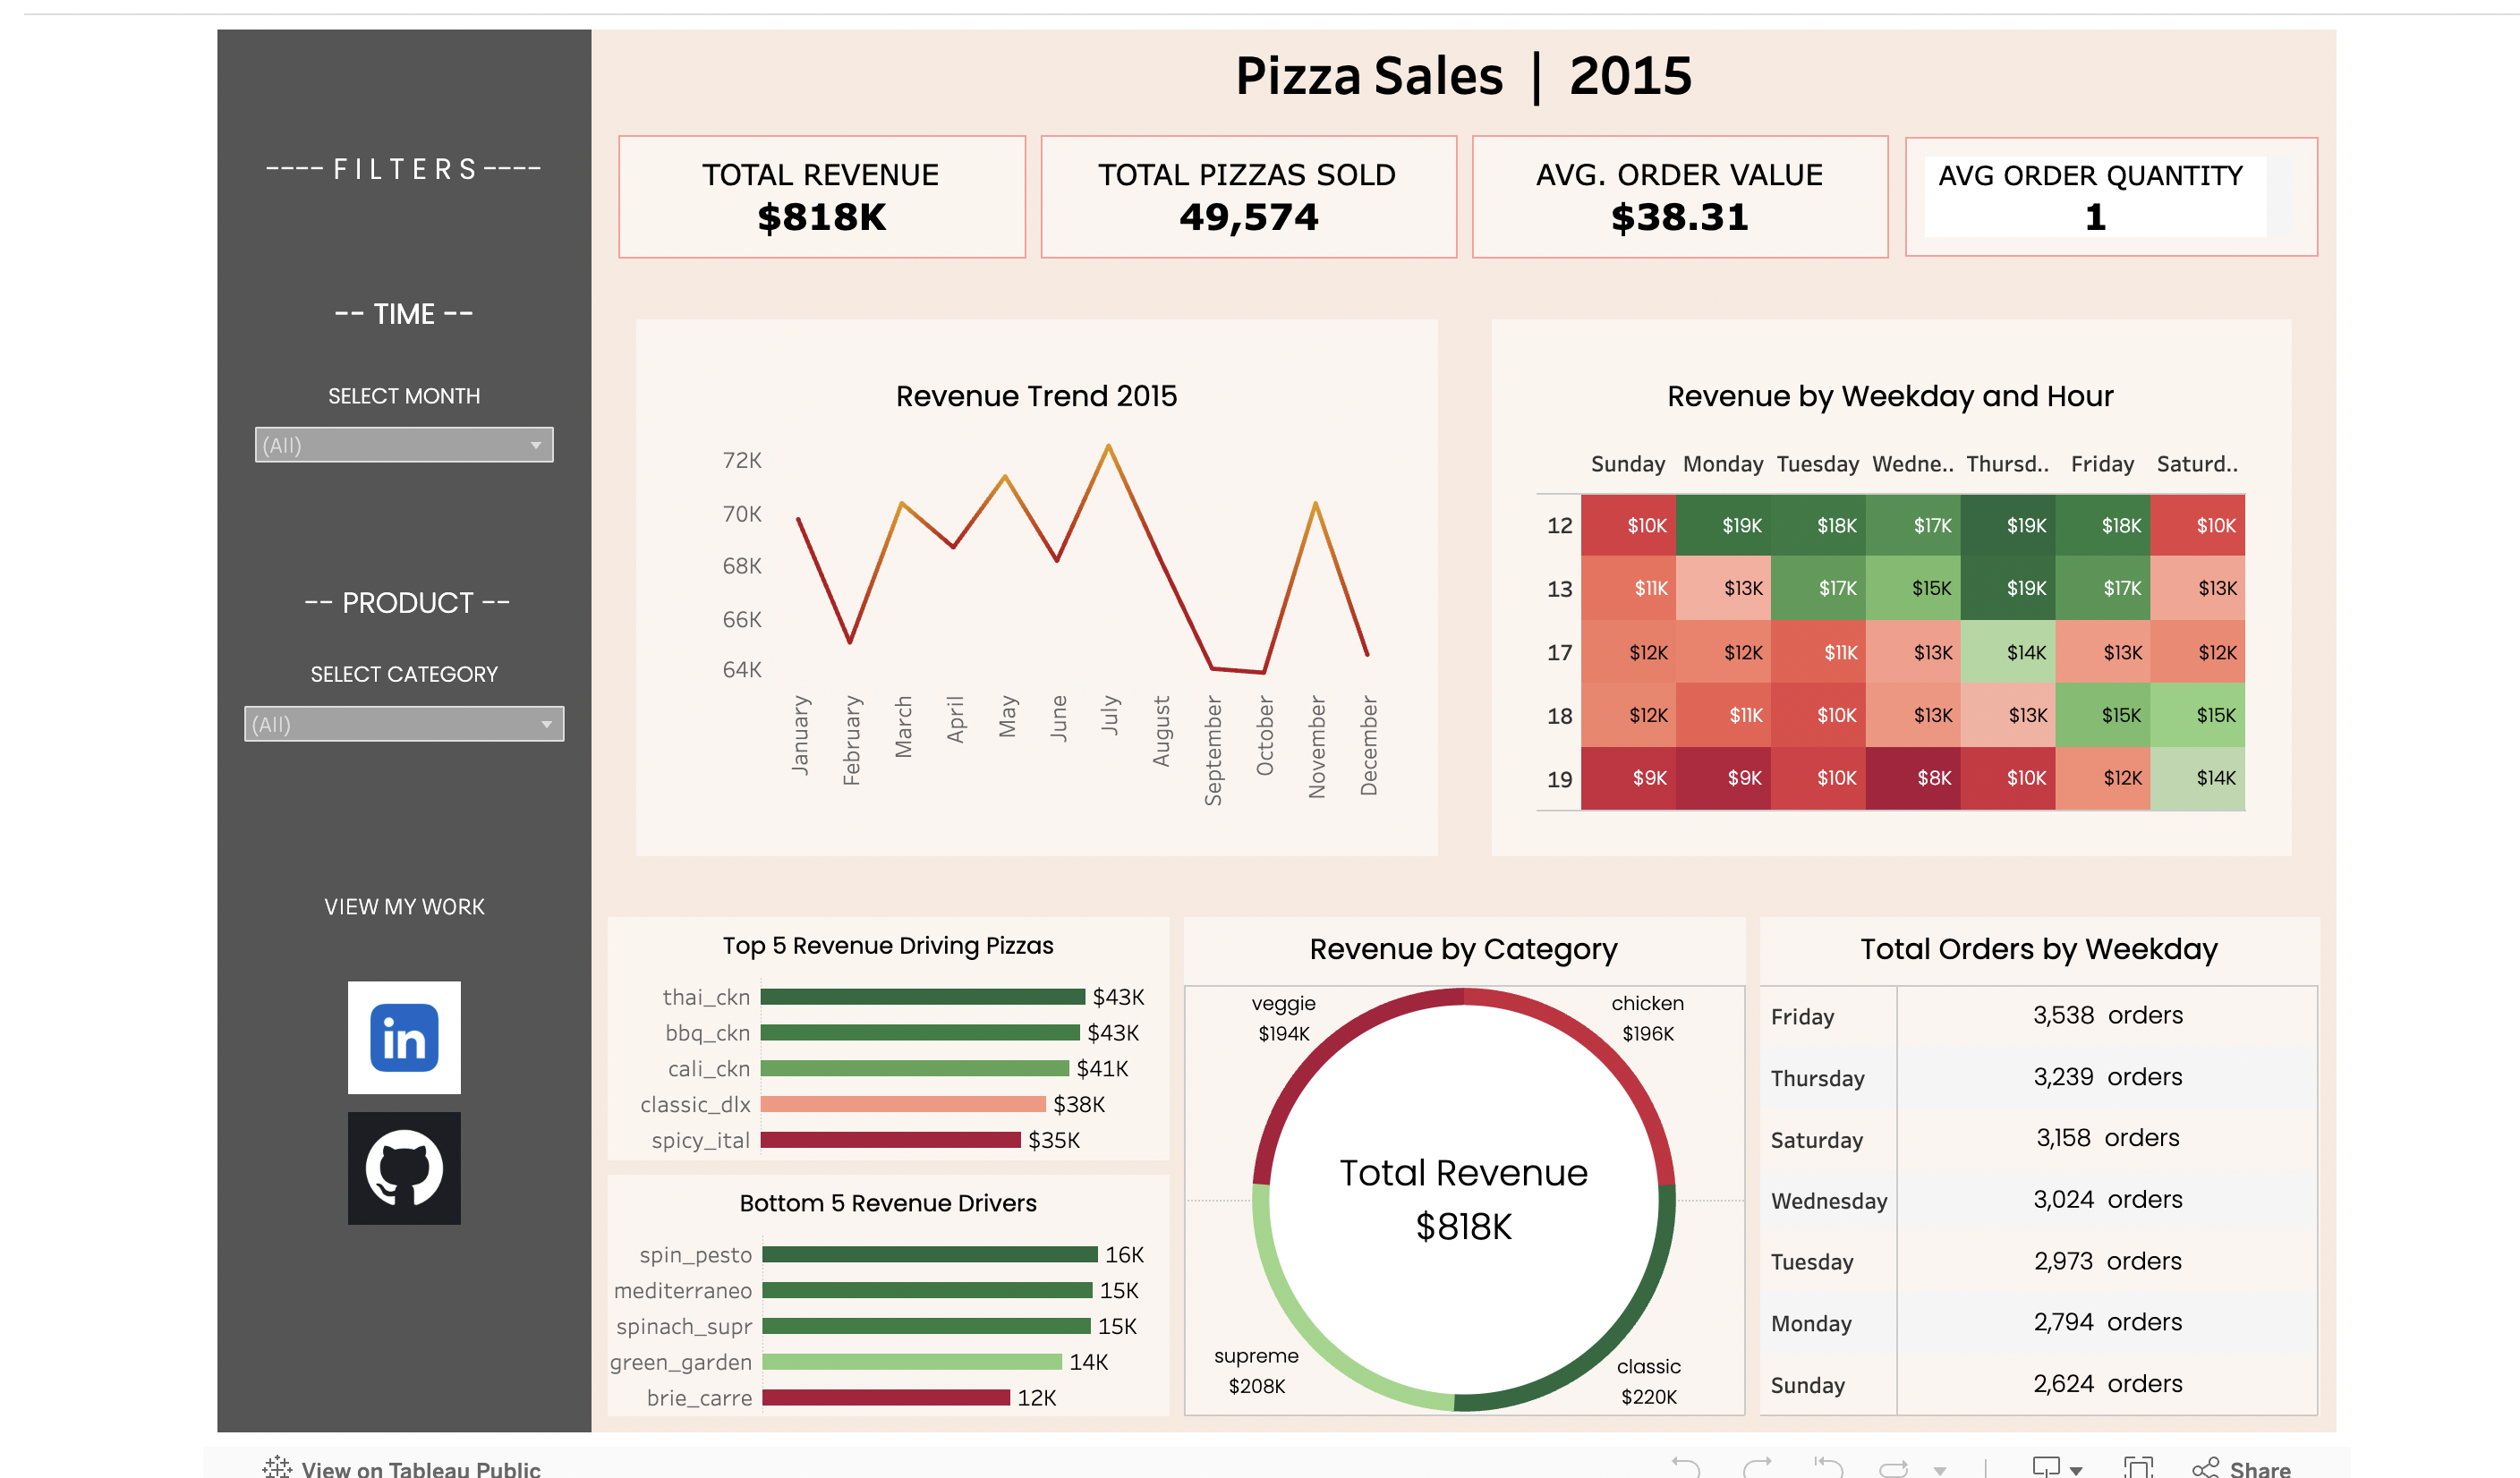 Pizza Sales | 2015
----FILTERS----
-- TIME --
SELECT MONTH
(All)
-- PRODUCT --
SELECT CATEGORY
(All)
VIEW MY WORK
in
TOTAL REVENUE
$818K
TOTAL PIZZAS SOLD
49,574
AVG. ORDER VALUE
$38.31
AVG ORDER QUANTITY
1
Revenue Trend 2015
72K
70K
68K
66K
64K
January
February
March
April
May
June
July
August
September
October
November
December
Revenue by Weekday and Hour
Sunday Monday Tuesday Wedne.. Thursd.. Friday Saturd..
12 $10K $19K $18K $17K $19K $18K $10K
13 $11K $13K $17K $15K $19K $17K $13K
17 $12K $12K $11K $13K $14K $13K $12K
18 $12K $11K $10K $13K $13K $15K $15K
19 $9K $9K $10K $8K $10K $12K $14K
Top 5 Revenue Driving Pizzas
thai_ckn $43K
bbq_ckn $43K
cali_ckn $41K
classic_dlx $38K
spicy_ital $35K
Bottom 5 Revenue Drivers
spin_pesto 16K
mediterraneo 15K
spinach_supr 15K
green_garden 14K
brie_carre 12K
Revenue by Category
veggie
$194K
chicken
$196K
Total Revenue
$818K
supreme
$208K
classic
$220K
Total Orders by Weekday
Friday 3,538 orders
Thursday 3,239 orders
Saturday 3,158 orders
Wednesday 3,024 orders
Tuesday 2,973 orders
Monday 2,794 orders
Sunday 2,624 orders
View on Tableau Public
Share